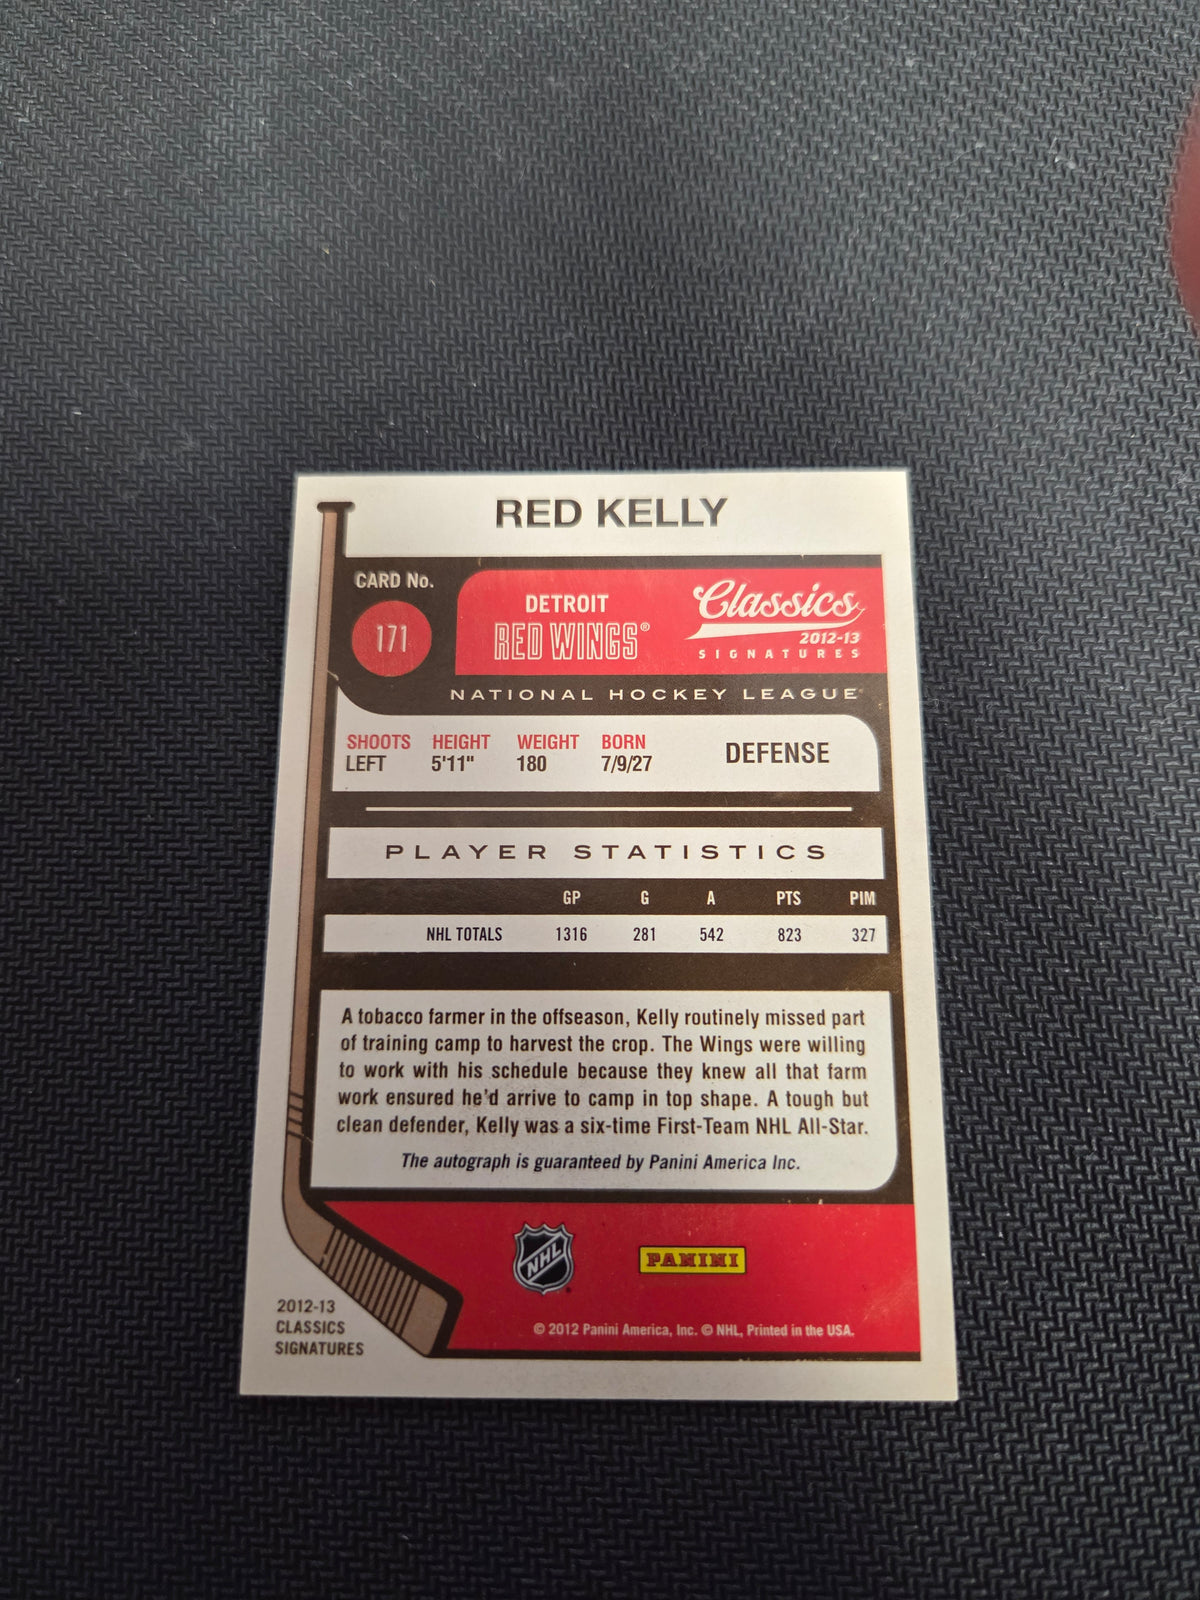 RED KELLY
CARD No.
171
DETROIT
RED WINGS®
Classics
2012-13
SIGNATURES
NATIONAL HOCKEY LEAGUE
SHOOTS HEIGHT WEIGHT BORN
LEFT 5'11" 180 7/9/27
DEFENSE
PLAYER STATISTICS
GP G A PTS PIM
NHL TOTALS 1316 281 542 823 327
A tobacco farmer in the offseason, Kelly routinely missed part
of training camp to harvest the crop. The Wings were willing
to work with his schedule because they knew all that farm
work ensured he'd arrive to camp in top shape. A tough but
clean defender, Kelly was a six-time First-Team NHL All-Star.
The autograph is guaranteed by Panini America Inc.
NHL
PANINI
2012-13
CLASSICS
SIGNATURES
© 2012 Panini America, Inc. © NHL, Printed in the USA.